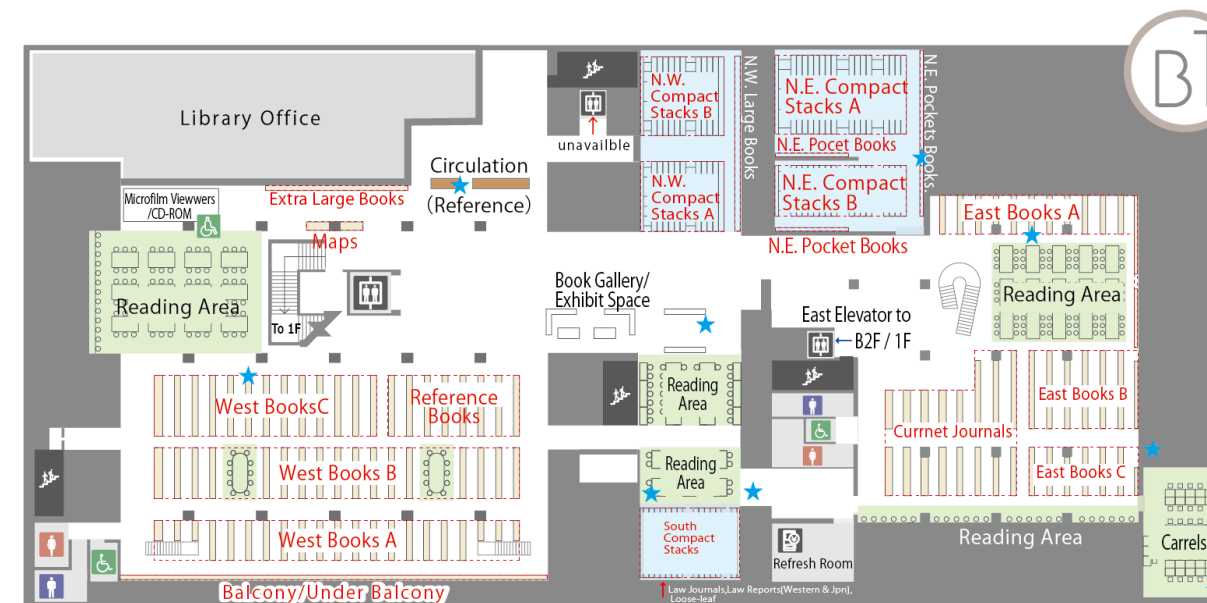 Library Office
unavailble
N.W.
Compact
Stacks B
N.W. Large Books
N.E. Compact
Stacks A
N.E. Pockets Books.
N.E. Pocet Books
Circulation
(Reference)
N.W.
Compact
Stacks A
N.E. Compact
Stacks B
Microfilm Viewwers
/CD-ROM
Extra Large Books
East Books A
Maps
N.E. Pocket Books
Reading Area
To 1F
Book Gallery/
Exhibit Space
Reading Area
East Elevator to
← B2F / 1F
Reading
Area
West BooksC
Reference
Books
East Books B
Currnet Journals
West Books B
Reading
Area
East Books C
West Books A
South
Compact
Stacks
Reading Area
Carrels
Refresh Room
Balcony/Under Balcony
Law Journals,Law Reports[Western & Jpn],
Loose-leaf